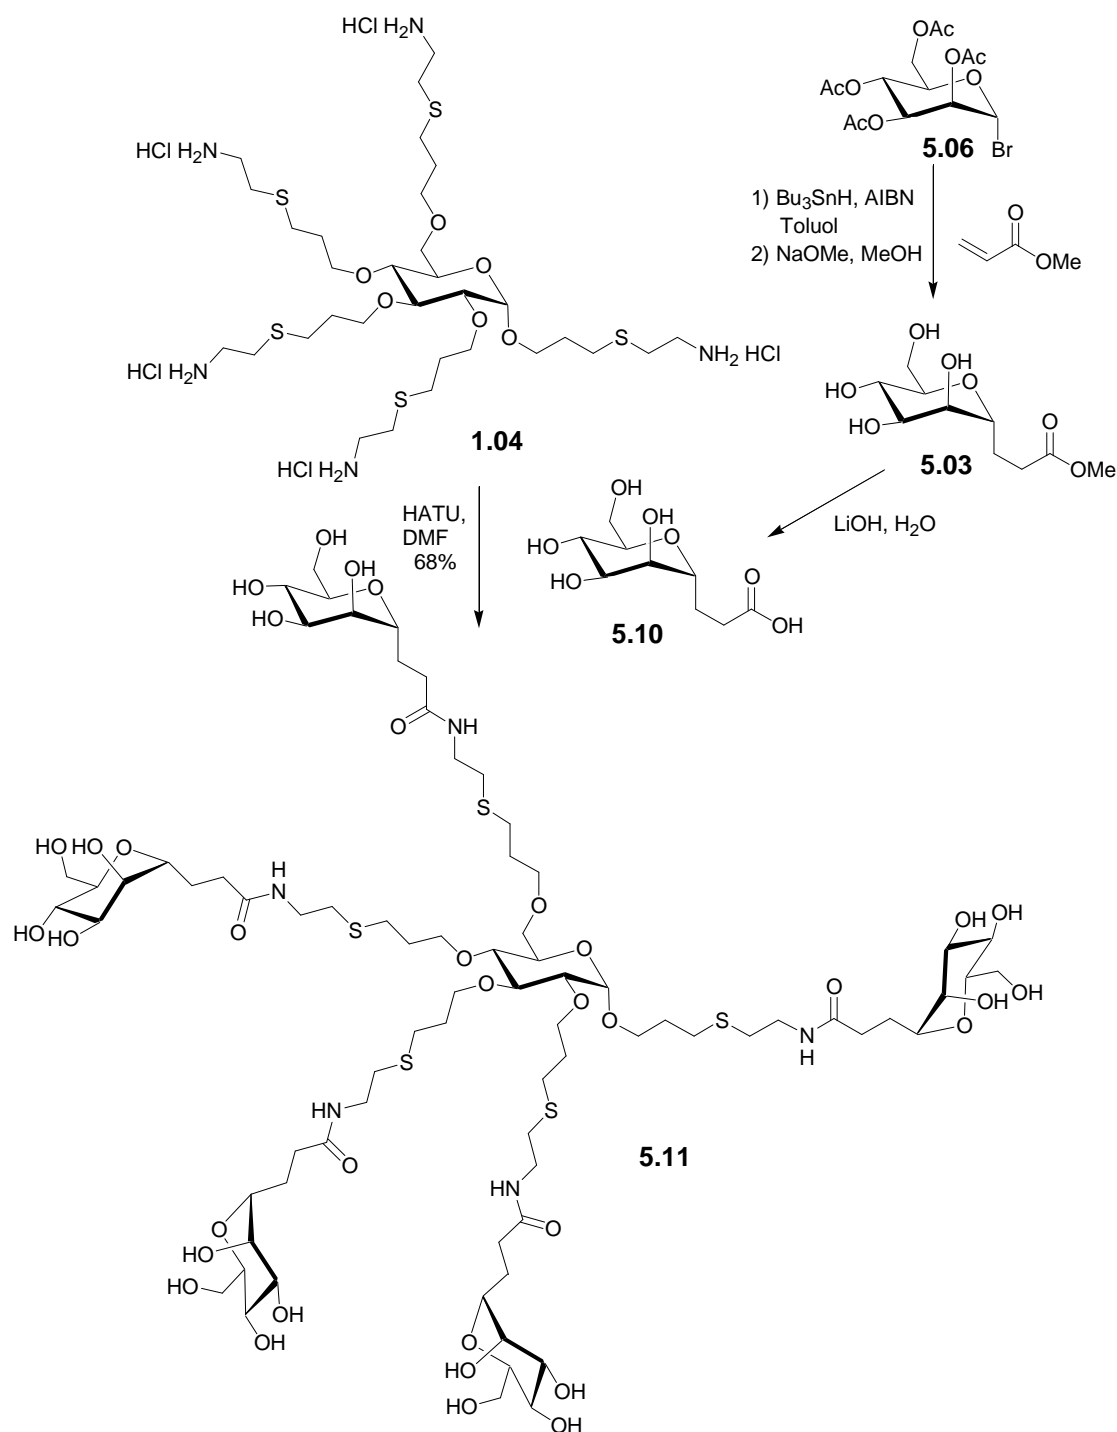 HCl H2N
OAc
OAc
AcO
O
AcO
Br
5.06
S
HCl H2N
S
O
O
O
O
O
O
S
HCl H2N
S
NH2 HCl
S
HCl H2N
1.04
1) Bu3SnH, AIBN
Toluol
2) NaOMe, MeOH
O
OMe
OH
OH
O
HO
HO
O
OMe
5.03
LiOH, H2O
OH
OH
O
HO
HO
O
OH
5.10
HATU,
DMF
68%
OH
OH
O
HO
HO
O
NH
S
HO
HO
O
HO
HO
O
H
N
S
O
O
O
O
O
O
S
N
H
O
OH
OH
HO
OH
OH
O
S
HN
O
O
HO
HO
OH
OH
S
HN
O
O
HO
HO
OH
OH
5.11